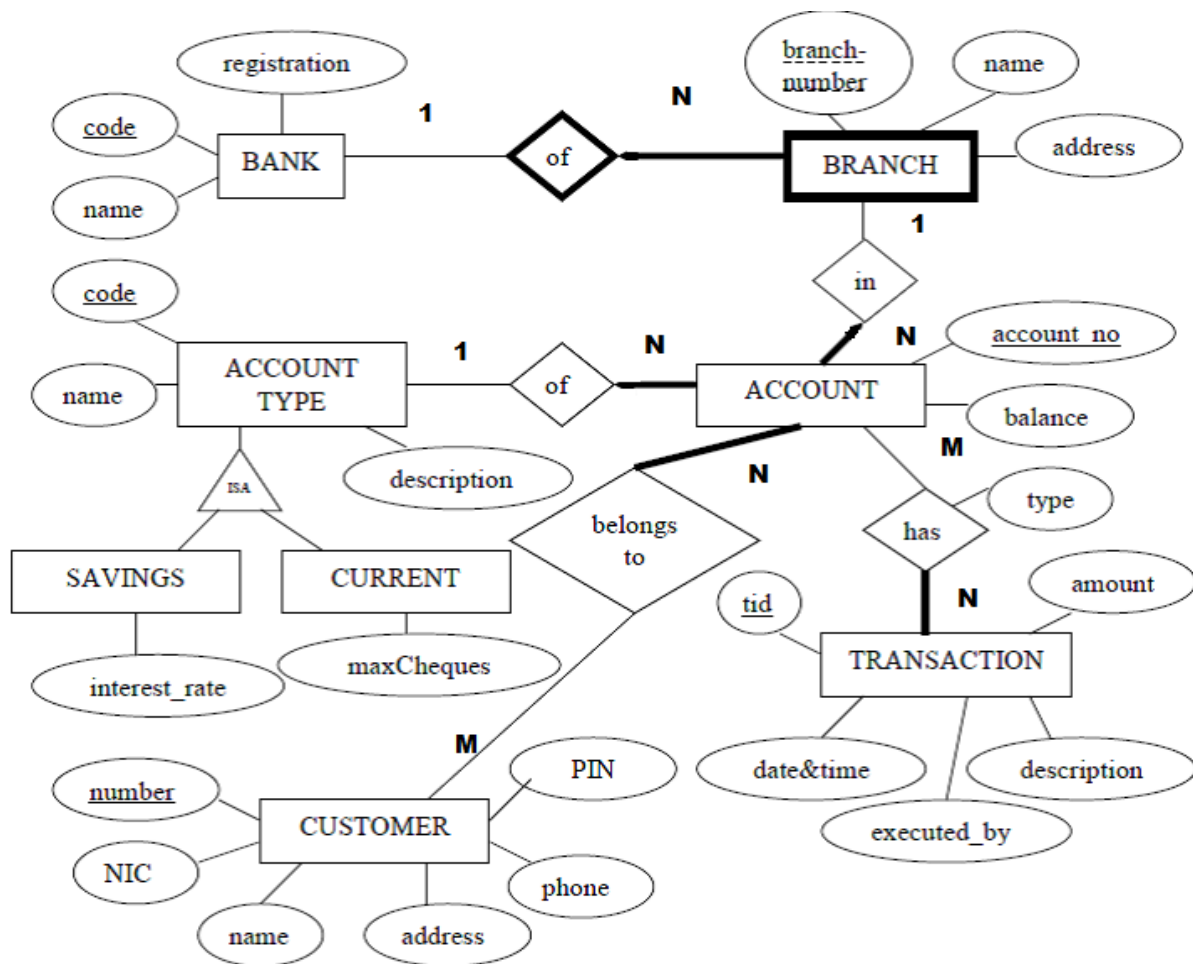 registration
branch-
number
name
code
1
N
BANK
of
BRANCH
address
name
1
in
code
account_no
N
ACCOUNT
TYPE
1
of
N
ACCOUNT
name
balance
M
description
N
type
ISA
belongs
to
has
SAVINGS
CURRENT
amount
tid
N
maxCheques
TRANSACTION
interest_rate
M
PIN
date&time
description
number
CUSTOMER
executed_by
NIC
phone
name
address